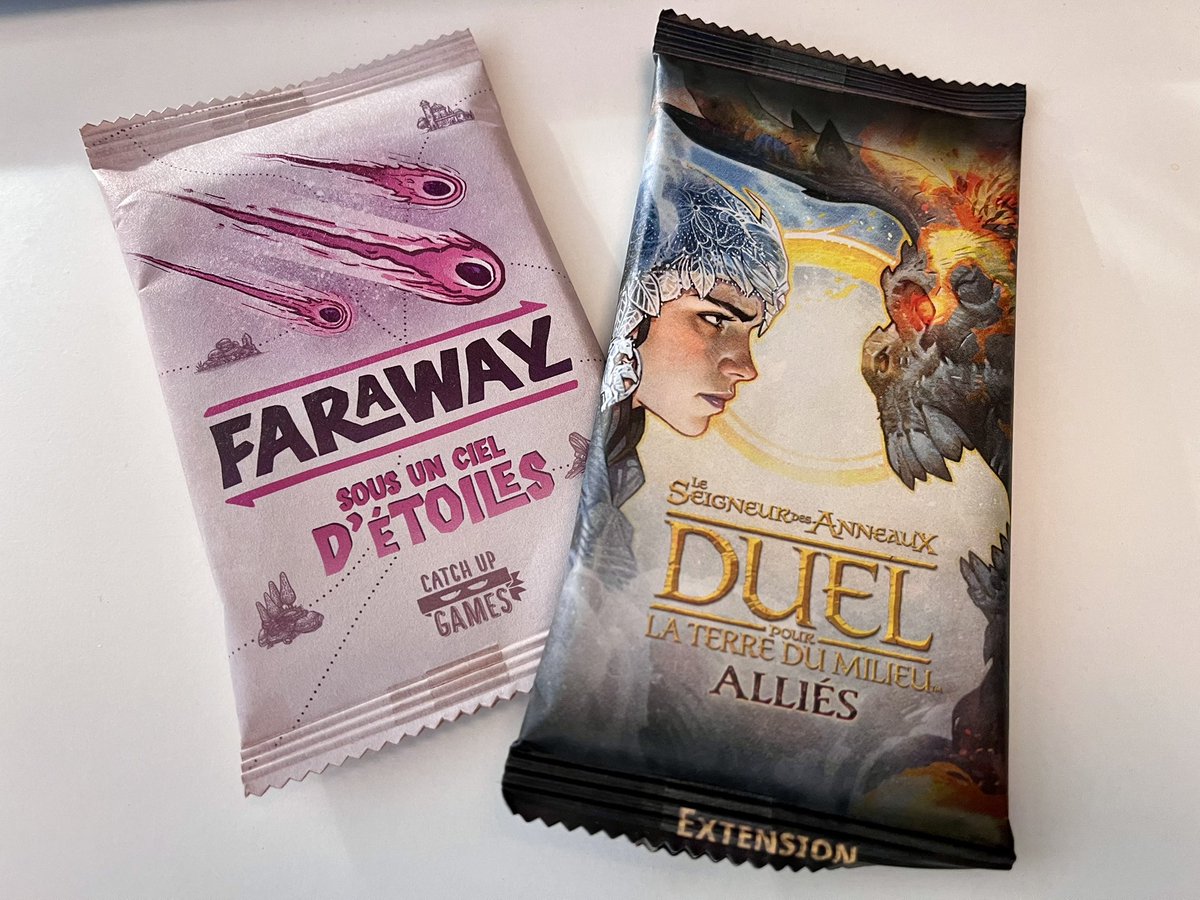 FARAWAY
SOUS UN CIEL
D'ÉTOILES
CATCH UP
GAMES
LE
SEIGNEUR DES ANNEAUX
DUEL
POUR
LA TERRE DU MILIEU™
ALLIÉS
EXTENSION